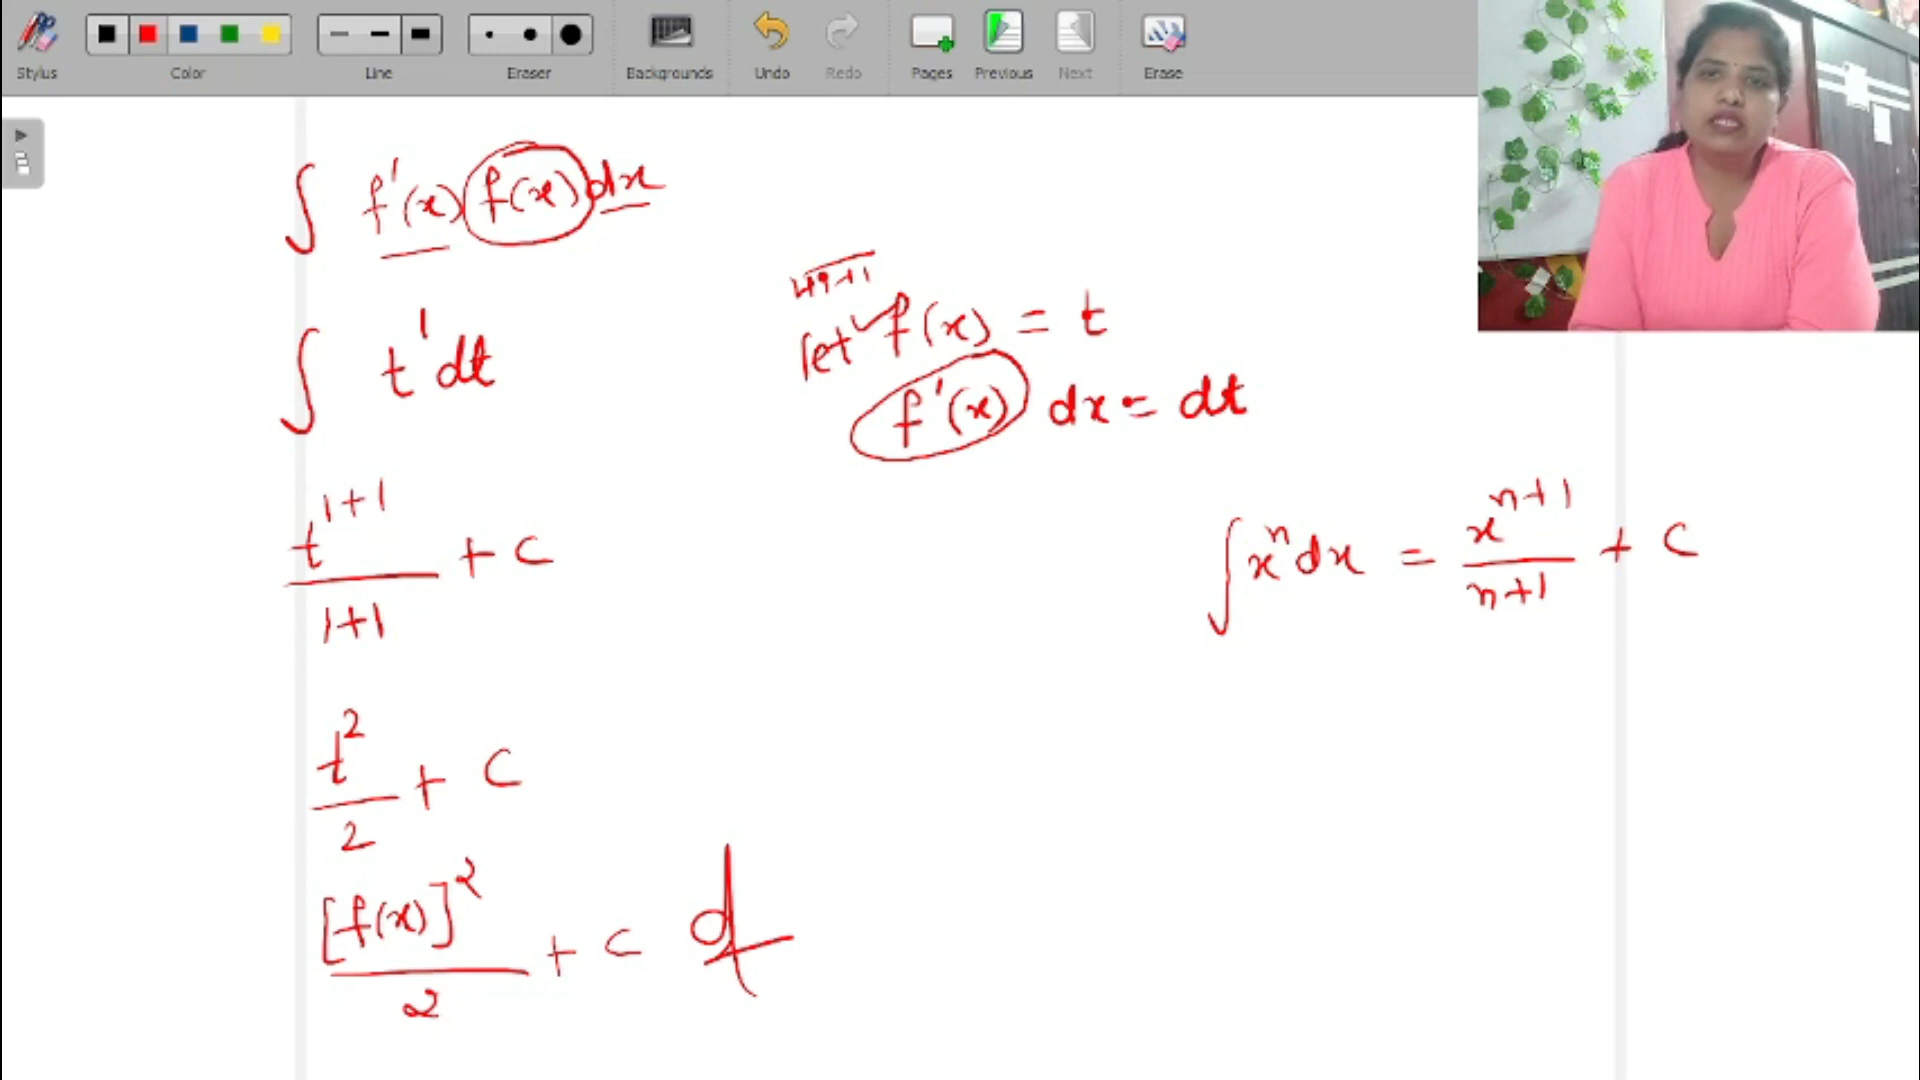 Stylus Color Line Eraser Backgrounds Undo Redo Pages Previous Next Erase
∫ f'(x) f(x) dx
let f(x) = t
∫ t¹ dt
f'(x) dx = dt
t^(1+1)/(1+1) + c
∫ xⁿ dx = x^(n+1)/(n+1) + c
t²/2 + c
[f(x)]²/2 + c